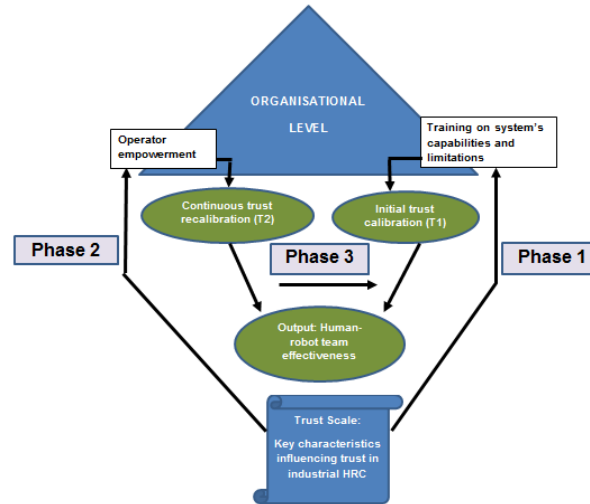 ORGANISATIONAL
LEVEL
Operator
empowerment
Training on system's
capabilities and
limitations
Continuous trust
recalibration (T2)
Initial trust
calibration (T1)
Phase 2
Phase 3
Phase 1
Output: Human-
robot team
effectiveness
Trust Scale:
Key characteristics
influencing trust in
industrial HRC